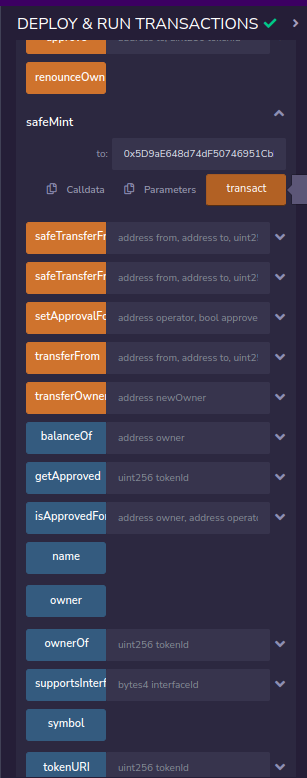 DEPLOY & RUN TRANSACTIONS
renounceOwn
safeMint
to: 0x5D9aE648d74dF50746951Cb
Calldata Parameters transact
safeTransferFr address from, address to, uint2
safeTransferFr address from, address to, uint2
setApprovalFo address operator, bool approve
transferFrom address from, address to, uint2
transferOwner address newOwner
balanceOf address owner
getApproved uint256 tokenId
isApprovedFor address owner, address operat
name
owner
ownerOf uint256 tokenId
supportsInterf bytes4 interfaceId
symbol
tokenURI uint256 tokenId